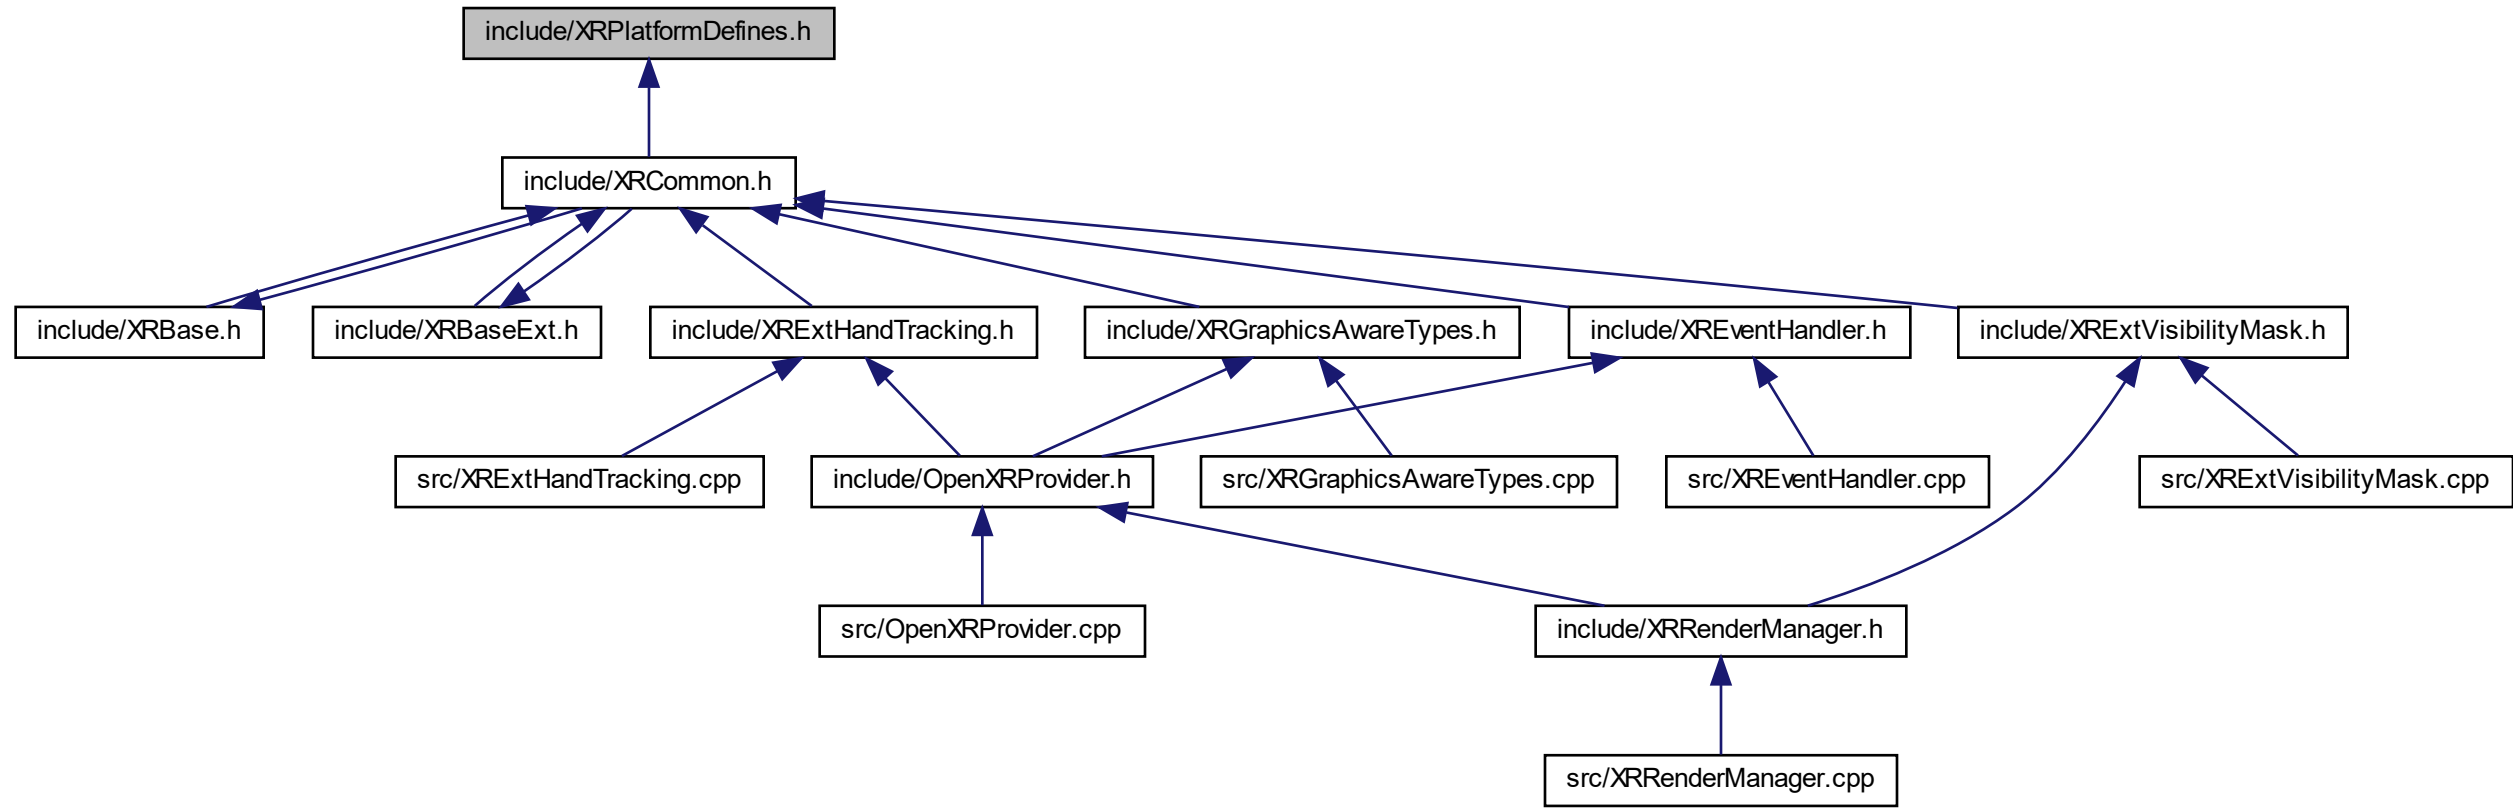 include/XRPlatformDefines.h
include/XRCommon.h
include/XRBase.h
include/XRBaseExt.h
include/XRExtHandTracking.h
include/XRGraphicsAwareTypes.h
include/XREventHandler.h
include/XRExtVisibilityMask.h
src/XRExtHandTracking.cpp
include/OpenXRProvider.h
src/XRGraphicsAwareTypes.cpp
src/XREventHandler.cpp
src/XRExtVisibilityMask.cpp
src/OpenXRProvider.cpp
include/XRRenderManager.h
src/XRRenderManager.cpp